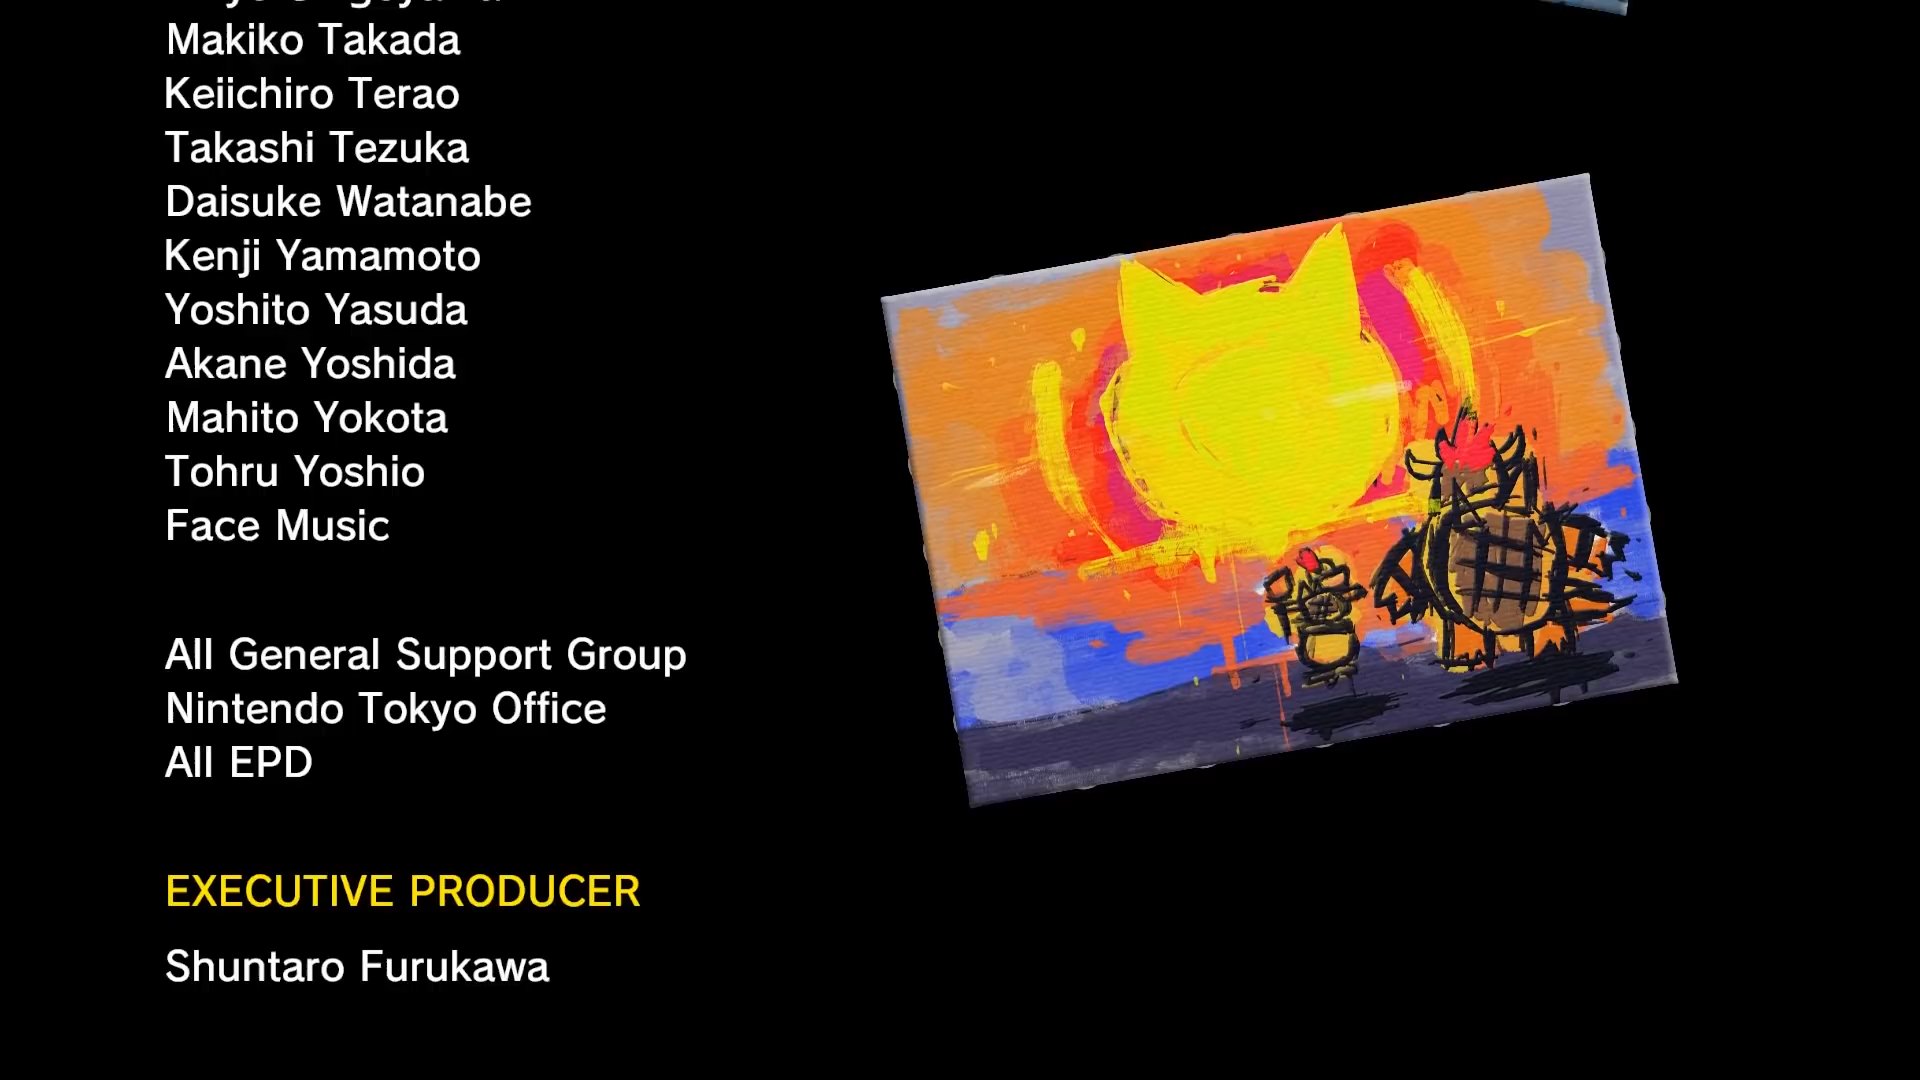 Makiko Takada
Keiichiro Terao
Takashi Tezuka
Daisuke Watanabe
Kenji Yamamoto
Yoshito Yasuda
Akane Yoshida
Mahito Yokota
Tohru Yoshio
Face Music
All General Support Group
Nintendo Tokyo Office
All EPD
EXECUTIVE PRODUCER
Shuntaro Furukawa